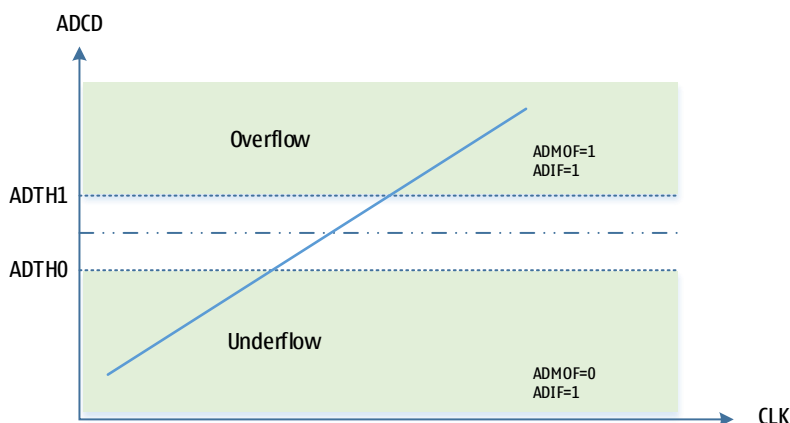 ADCD
Overflow
ADMOF=1
ADIF=1
ADTH1
ADTH0
Underflow
ADMOF=0
ADIF=1
CLK